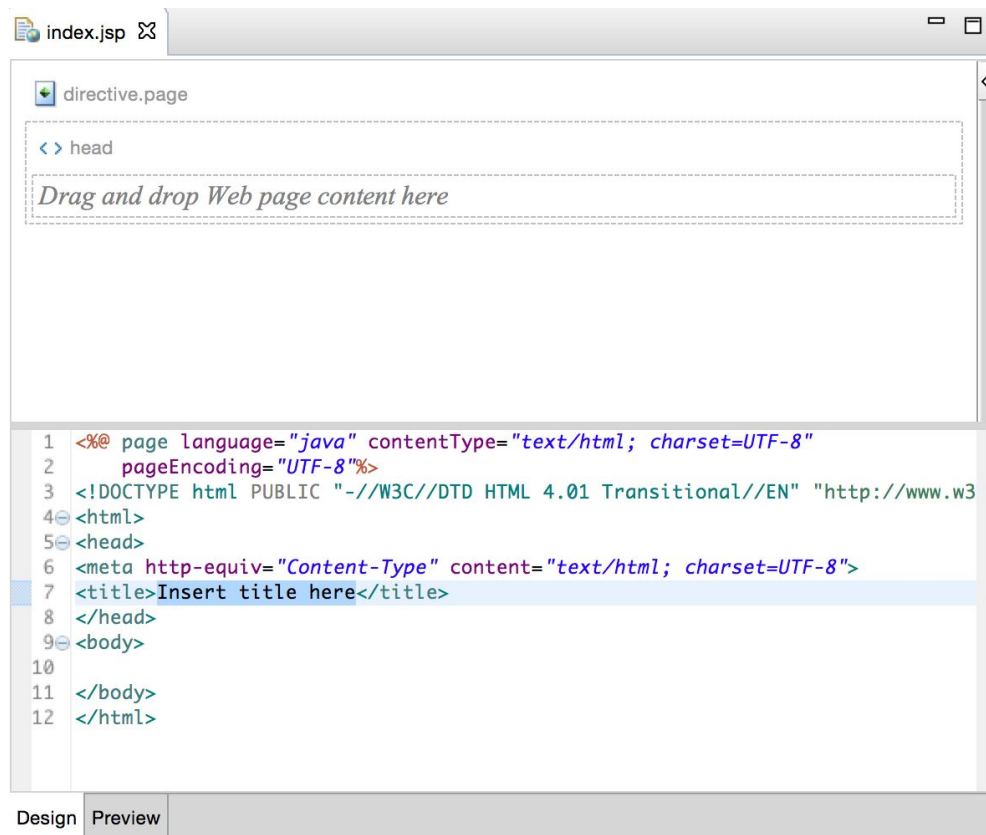 index.jsp
directive.page
<> head
Drag and drop Web page content here
1 <%@ page language="java" contentType="text/html; charset=UTF-8"
2 pageEncoding="UTF-8"%>
3 <!DOCTYPE html PUBLIC "-//W3C//DTD HTML 4.01 Transitional//EN" "http://www.w3
4 <html>
5 <head>
6 <meta http-equiv="Content-Type" content="text/html; charset=UTF-8">
7 <title>Insert title here</title>
8 </head>
9 <body>
10
11 </body>
12 </html>
Design Preview